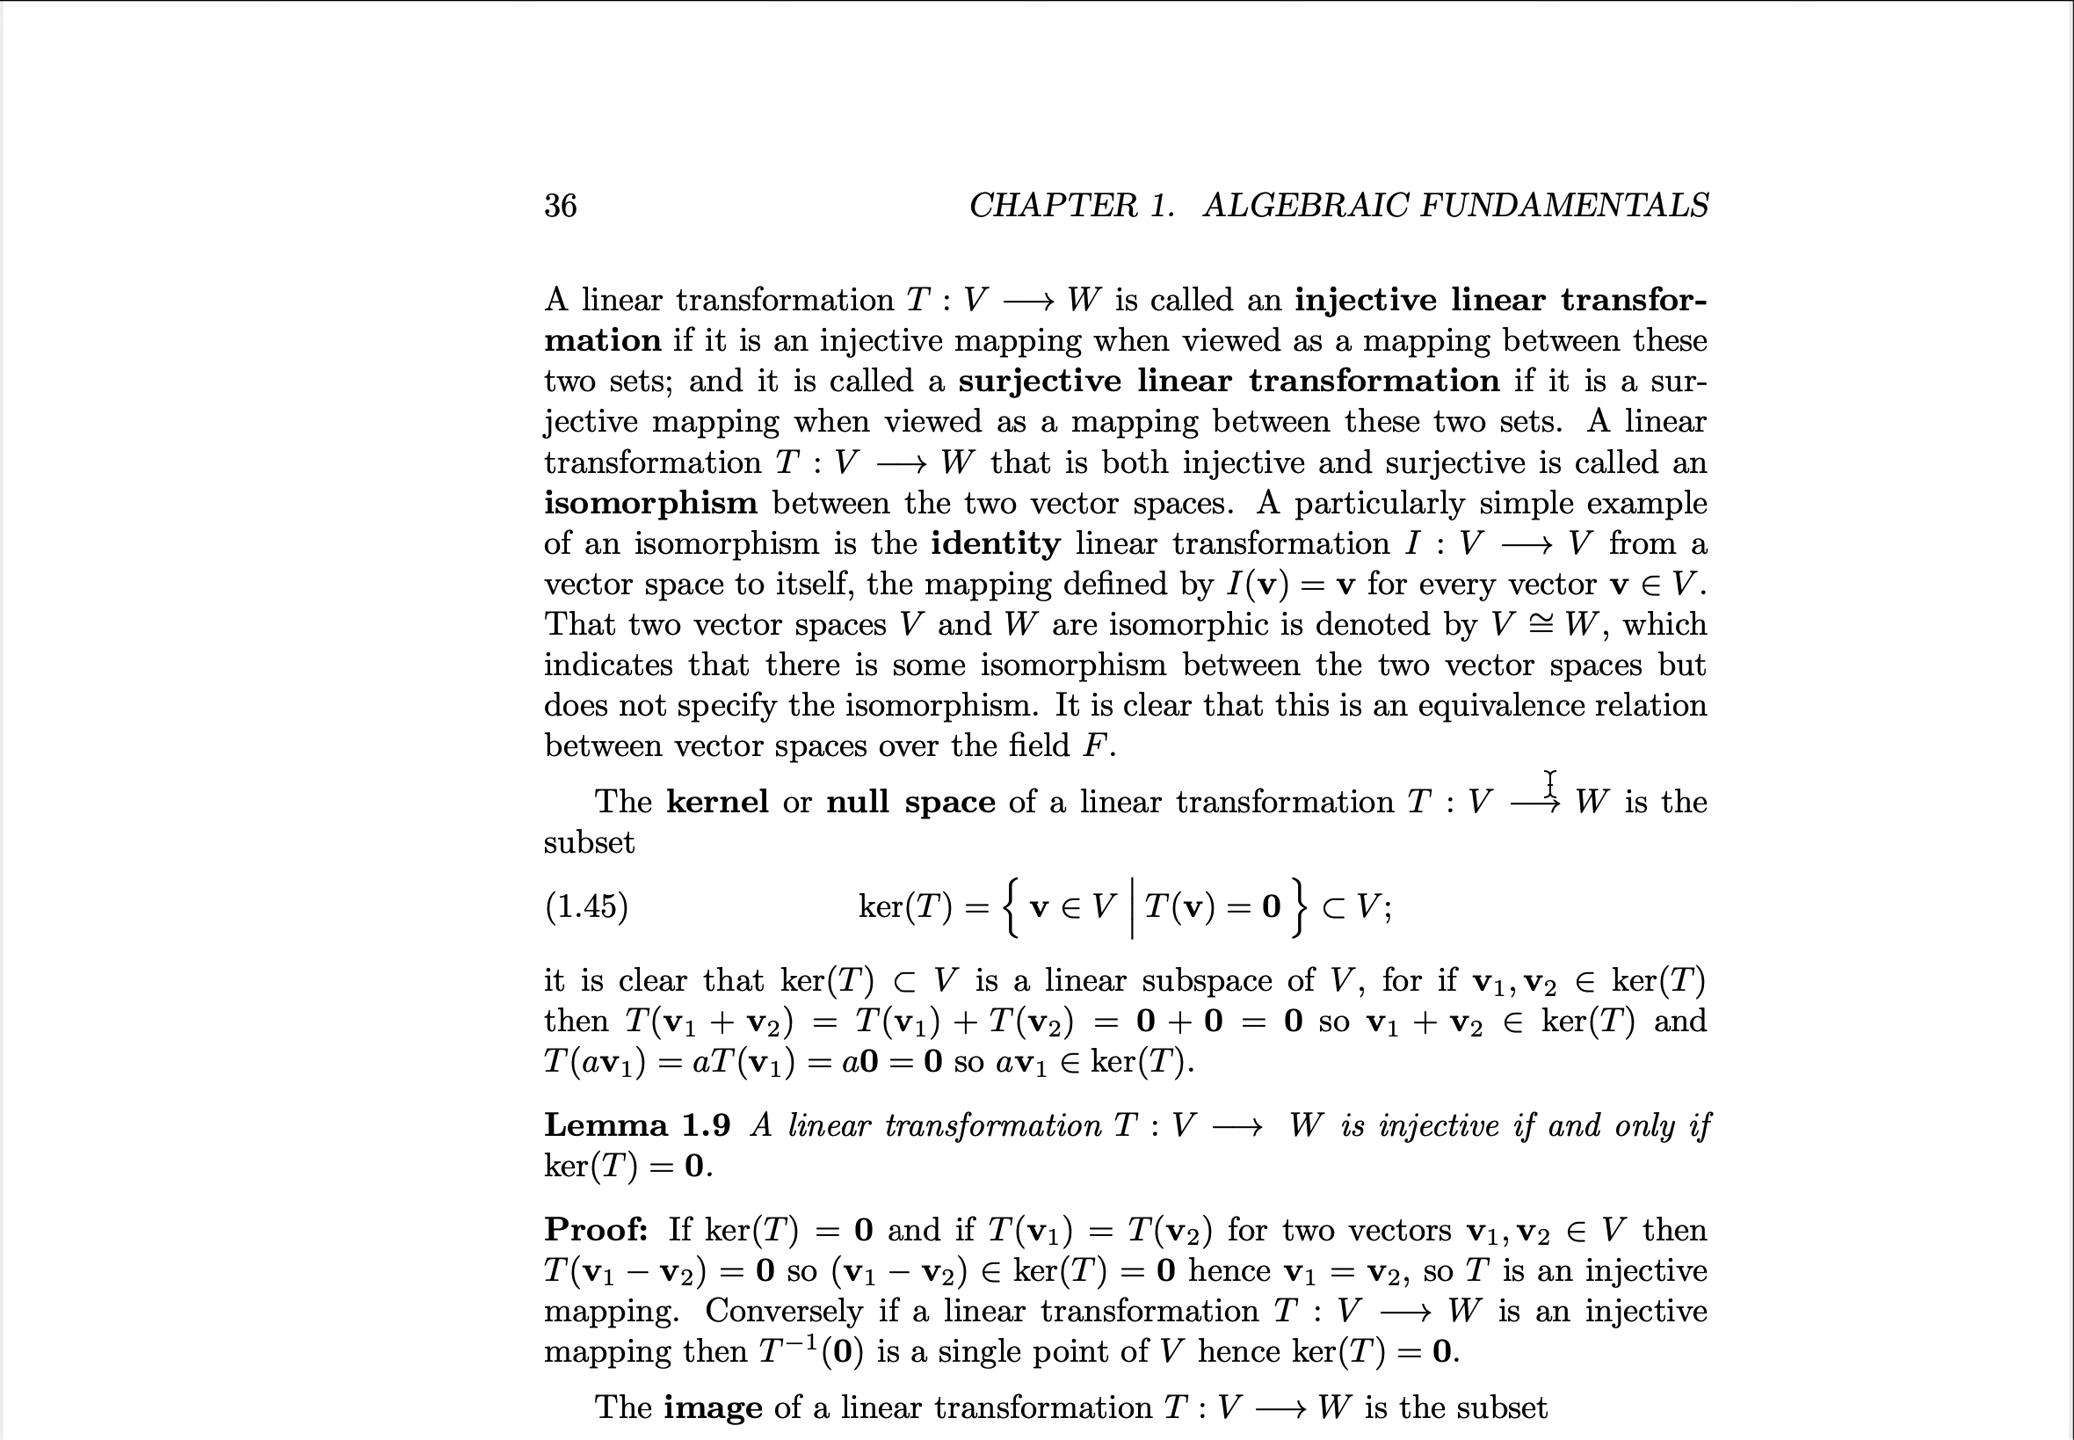 36 CHAPTER 1. ALGEBRAIC FUNDAMENTALS
A linear transformation T : V ⟶ W is called an injective linear transfor-
mation if it is an injective mapping when viewed as a mapping between these
two sets; and it is called a surjective linear transformation if it is a sur-
jective mapping when viewed as a mapping between these two sets. A linear
transformation T : V ⟶ W that is both injective and surjective is called an
isomorphism between the two vector spaces. A particularly simple example
of an isomorphism is the identity linear transformation I : V ⟶ V from a
vector space to itself, the mapping defined by I(v) = v for every vector v ∈ V.
That two vector spaces V and W are isomorphic is denoted by V ≅ W, which
indicates that there is some isomorphism between the two vector spaces but
does not specify the isomorphism. It is clear that this is an equivalence relation
between vector spaces over the field F.
The kernel or null space of a linear transformation T : V ⟶ W is the
subset
(1.45) ker(T) = { v ∈ V | T(v) = 0 } ⊂ V;
it is clear that ker(T) ⊂ V is a linear subspace of V, for if v₁, v₂ ∈ ker(T)
then T(v₁ + v₂) = T(v₁) + T(v₂) = 0 + 0 = 0 so v₁ + v₂ ∈ ker(T) and
T(av₁) = aT(v₁) = a0 = 0 so av₁ ∈ ker(T).
Lemma 1.9 A linear transformation T : V ⟶ W is injective if and only if
ker(T) = 0.
Proof: If ker(T) = 0 and if T(v₁) = T(v₂) for two vectors v₁, v₂ ∈ V then
T(v₁ − v₂) = 0 so (v₁ − v₂) ∈ ker(T) = 0 hence v₁ = v₂, so T is an injective
mapping. Conversely if a linear transformation T : V ⟶ W is an injective
mapping then T⁻¹(0) is a single point of V hence ker(T) = 0.
The image of a linear transformation T : V ⟶ W is the subset